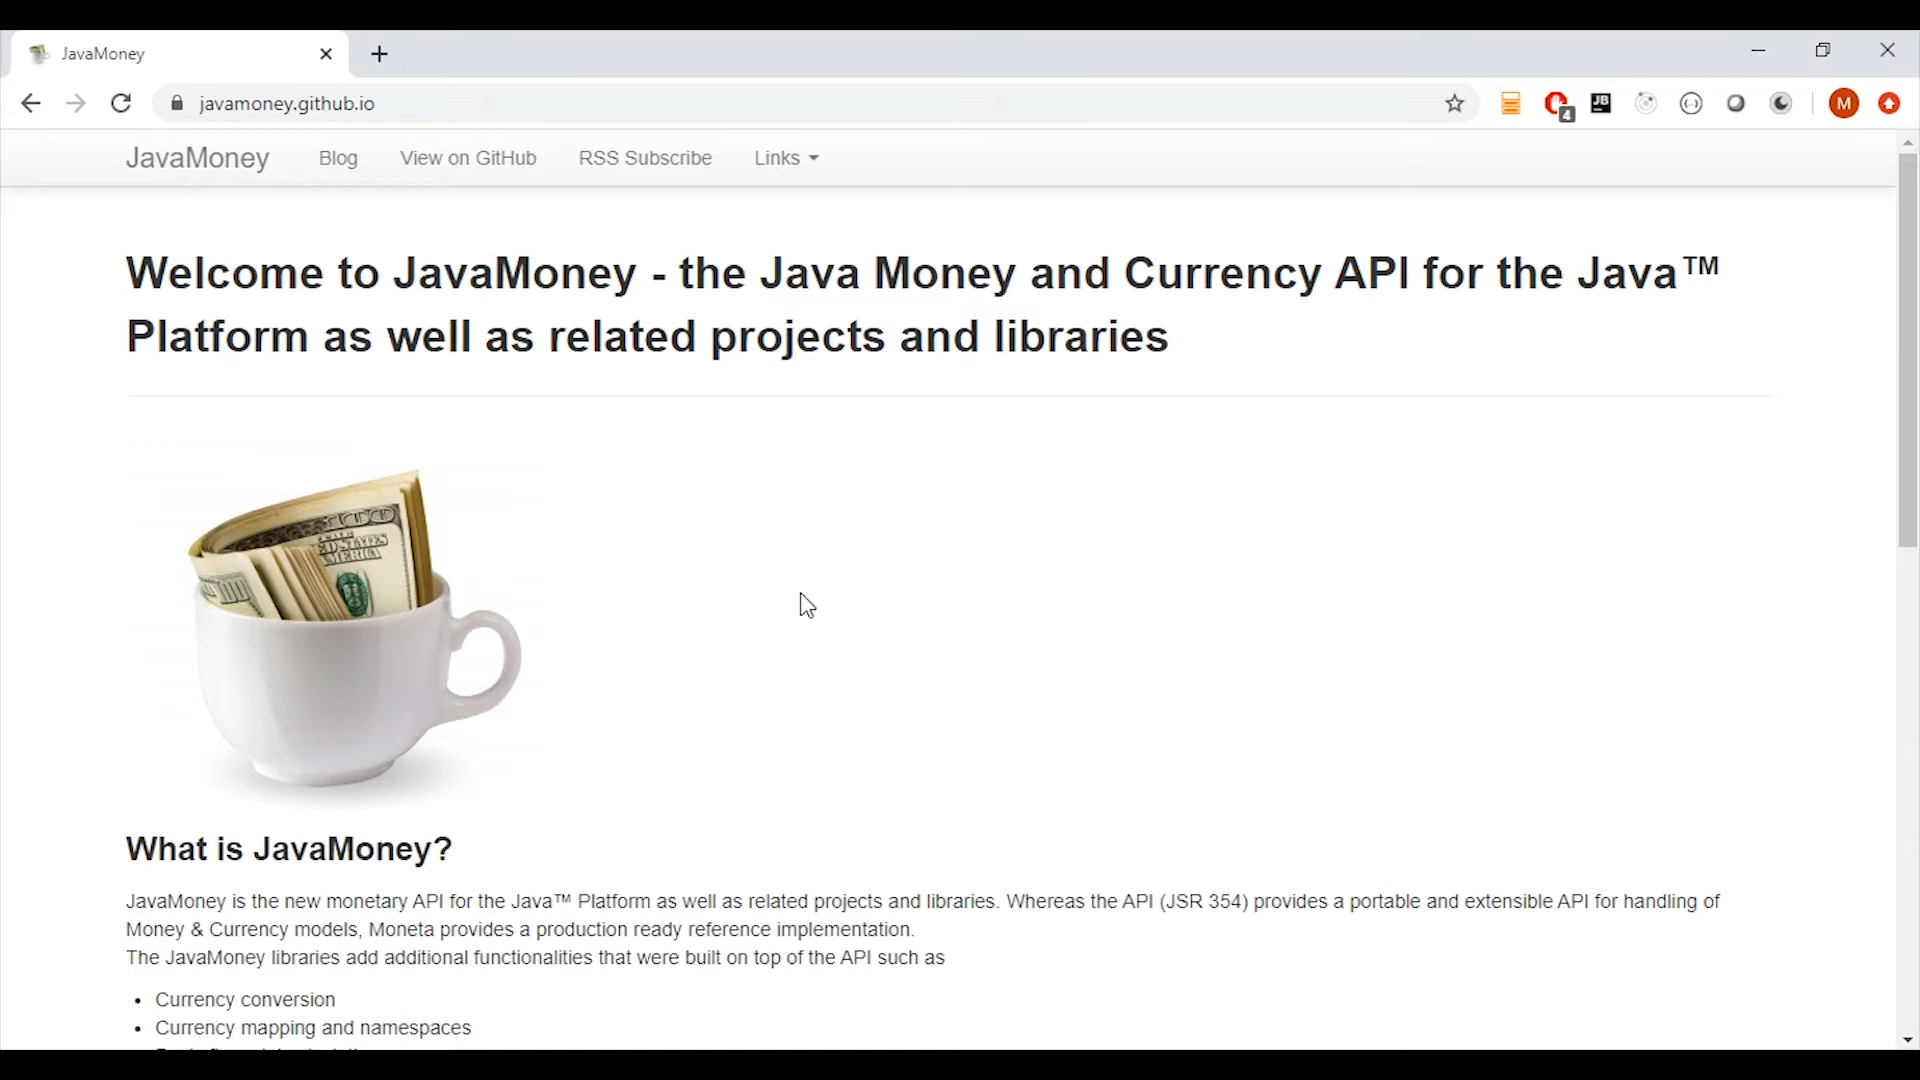 JavaMoney
javamoney.github.io
4
JB
M
JavaMoney Blog View on GitHub RSS Subscribe Links
Welcome to JavaMoney - the Java Money and Currency API for the Java™
Platform as well as related projects and libraries
What is JavaMoney?
JavaMoney is the new monetary API for the Java™ Platform as well as related projects and libraries. Whereas the API (JSR 354) provides a portable and extensible API for handling of
Money & Currency models, Moneta provides a production ready reference implementation.
The JavaMoney libraries add additional functionalities that were built on top of the API such as
• Currency conversion
• Currency mapping and namespaces